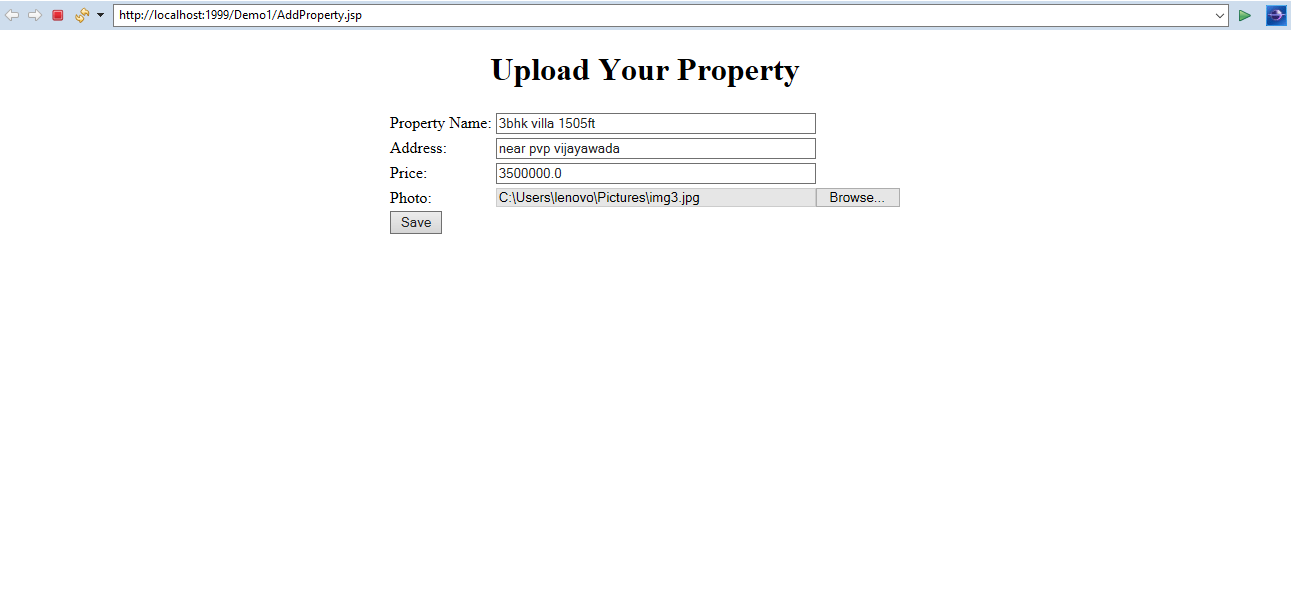 http://localhost:1999/Demo1/AddProperty.jsp
Upload Your Property
Property Name: 3bhk villa 1505ft
Address: near pvp vijayawada
Price: 3500000.0
Photo: C:\Users\lenovo\Pictures\img3.jpg Browse...
Save